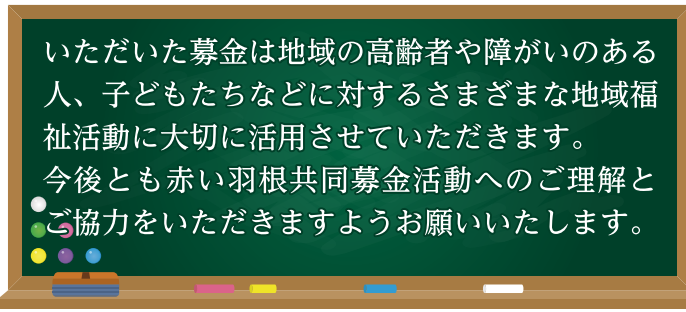 いただいた募金は地域の高齢者や障がいのある
人、子どもたちなどに対するさまざまな地域福
祉活動に大切に活用させていただきます。
今後とも赤い羽根共同募金活動へのご理解と
ご協力をいただきますようお願いいたします。